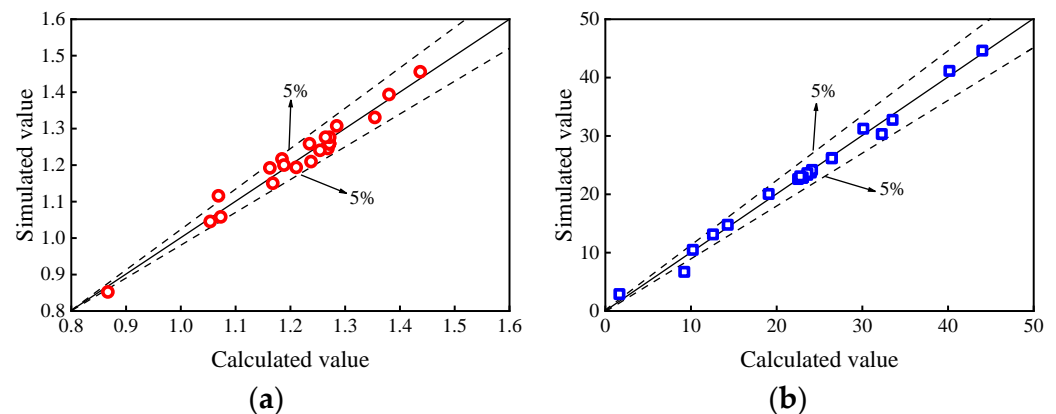 1.6
1.5
1.4
1.3
1.2
1.1
1.0
0.9
0.8
Simulated value
5%
5%
0.8 0.9 1.0 1.1 1.2 1.3 1.4 1.5 1.6
Calculated value
(a)
50
40
30
20
10
0
Simulated value
5%
5%
0 10 20 30 40 50
Calculated value
(b)